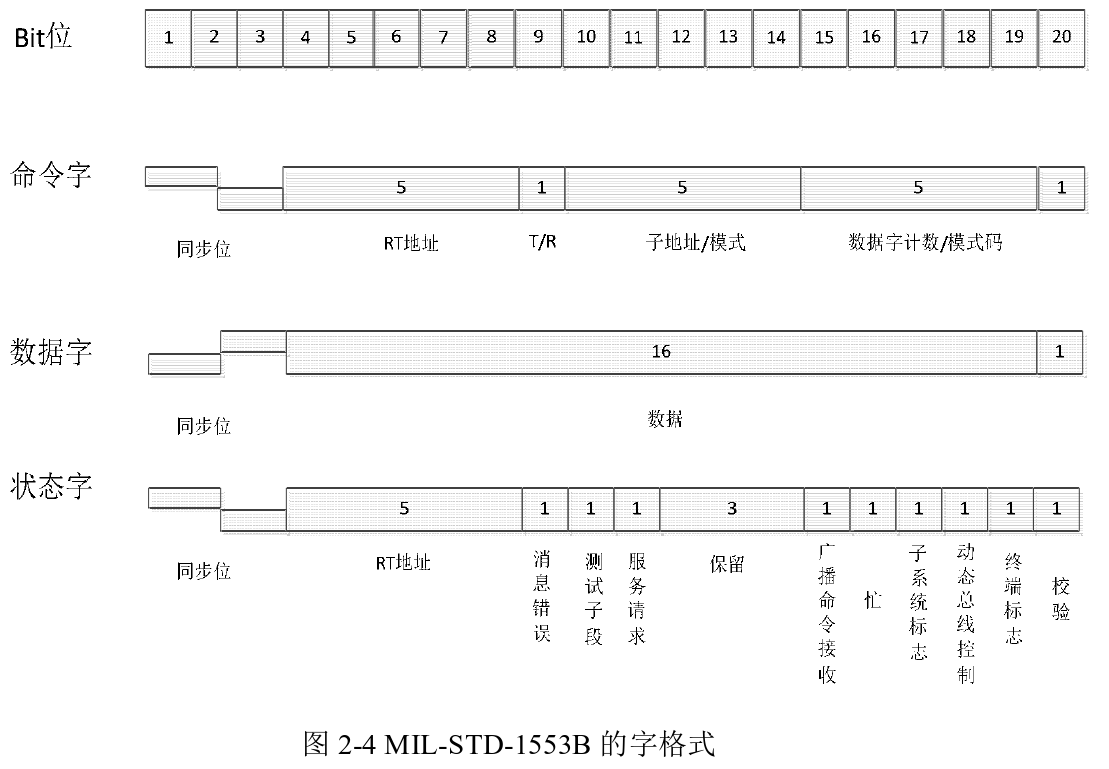 Bit位 1 2 3 4 5 6 7 8 9 10 11 12 13 14 15 16 17 18 19 20
命令字 5 1 5 5 1
同步位 RT地址 T/R 子地址/模式 数据字计数/模式码
数据字 16 1
同步位 数据
状态字 5 1 1 1 3 1 1 1 1 1 1
同步位 RT地址 消息错误 测试子段 服务请求 保留 广播命令接收 忙 子系统标志 动态总线控制 终端标志 校验
图 2-4 MIL-STD-1553B 的字格式